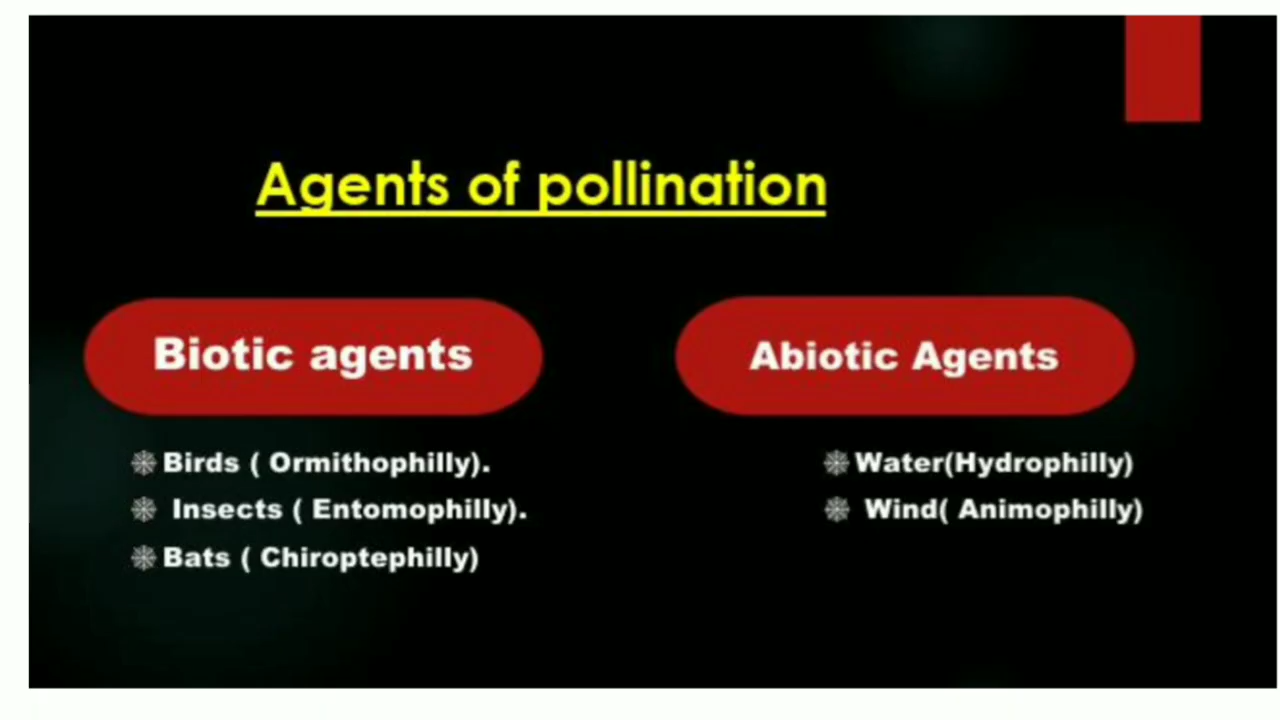 Agents of pollination
Biotic agents
Abiotic Agents
Birds ( Ormithophilly).
Insects ( Entomophilly).
Bats ( Chiroptephilly)
Water(Hydrophilly)
Wind( Animophilly)